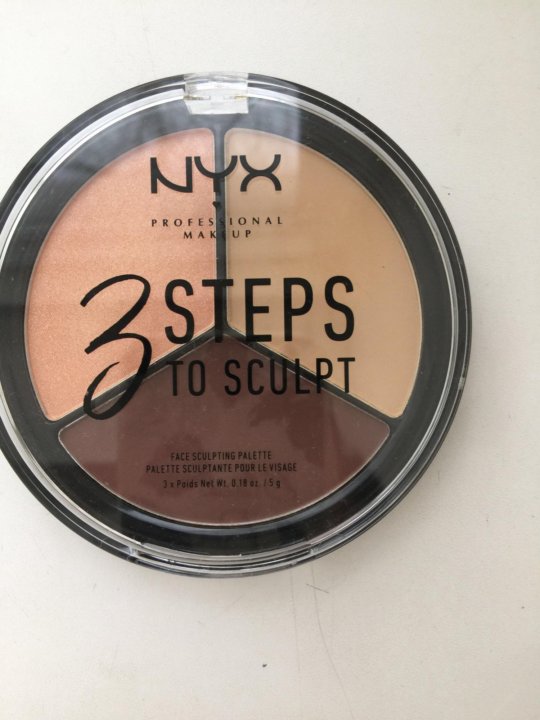 NYX
PROFESSIONAL
MAKEUP
3 STEPS
TO SCULPT
FACE SCULPTING PALETTE
PALETTE SCULPTANTE POUR LE VISAGE
3 x Poids Net Wt. 0.18 oz. / 5 g